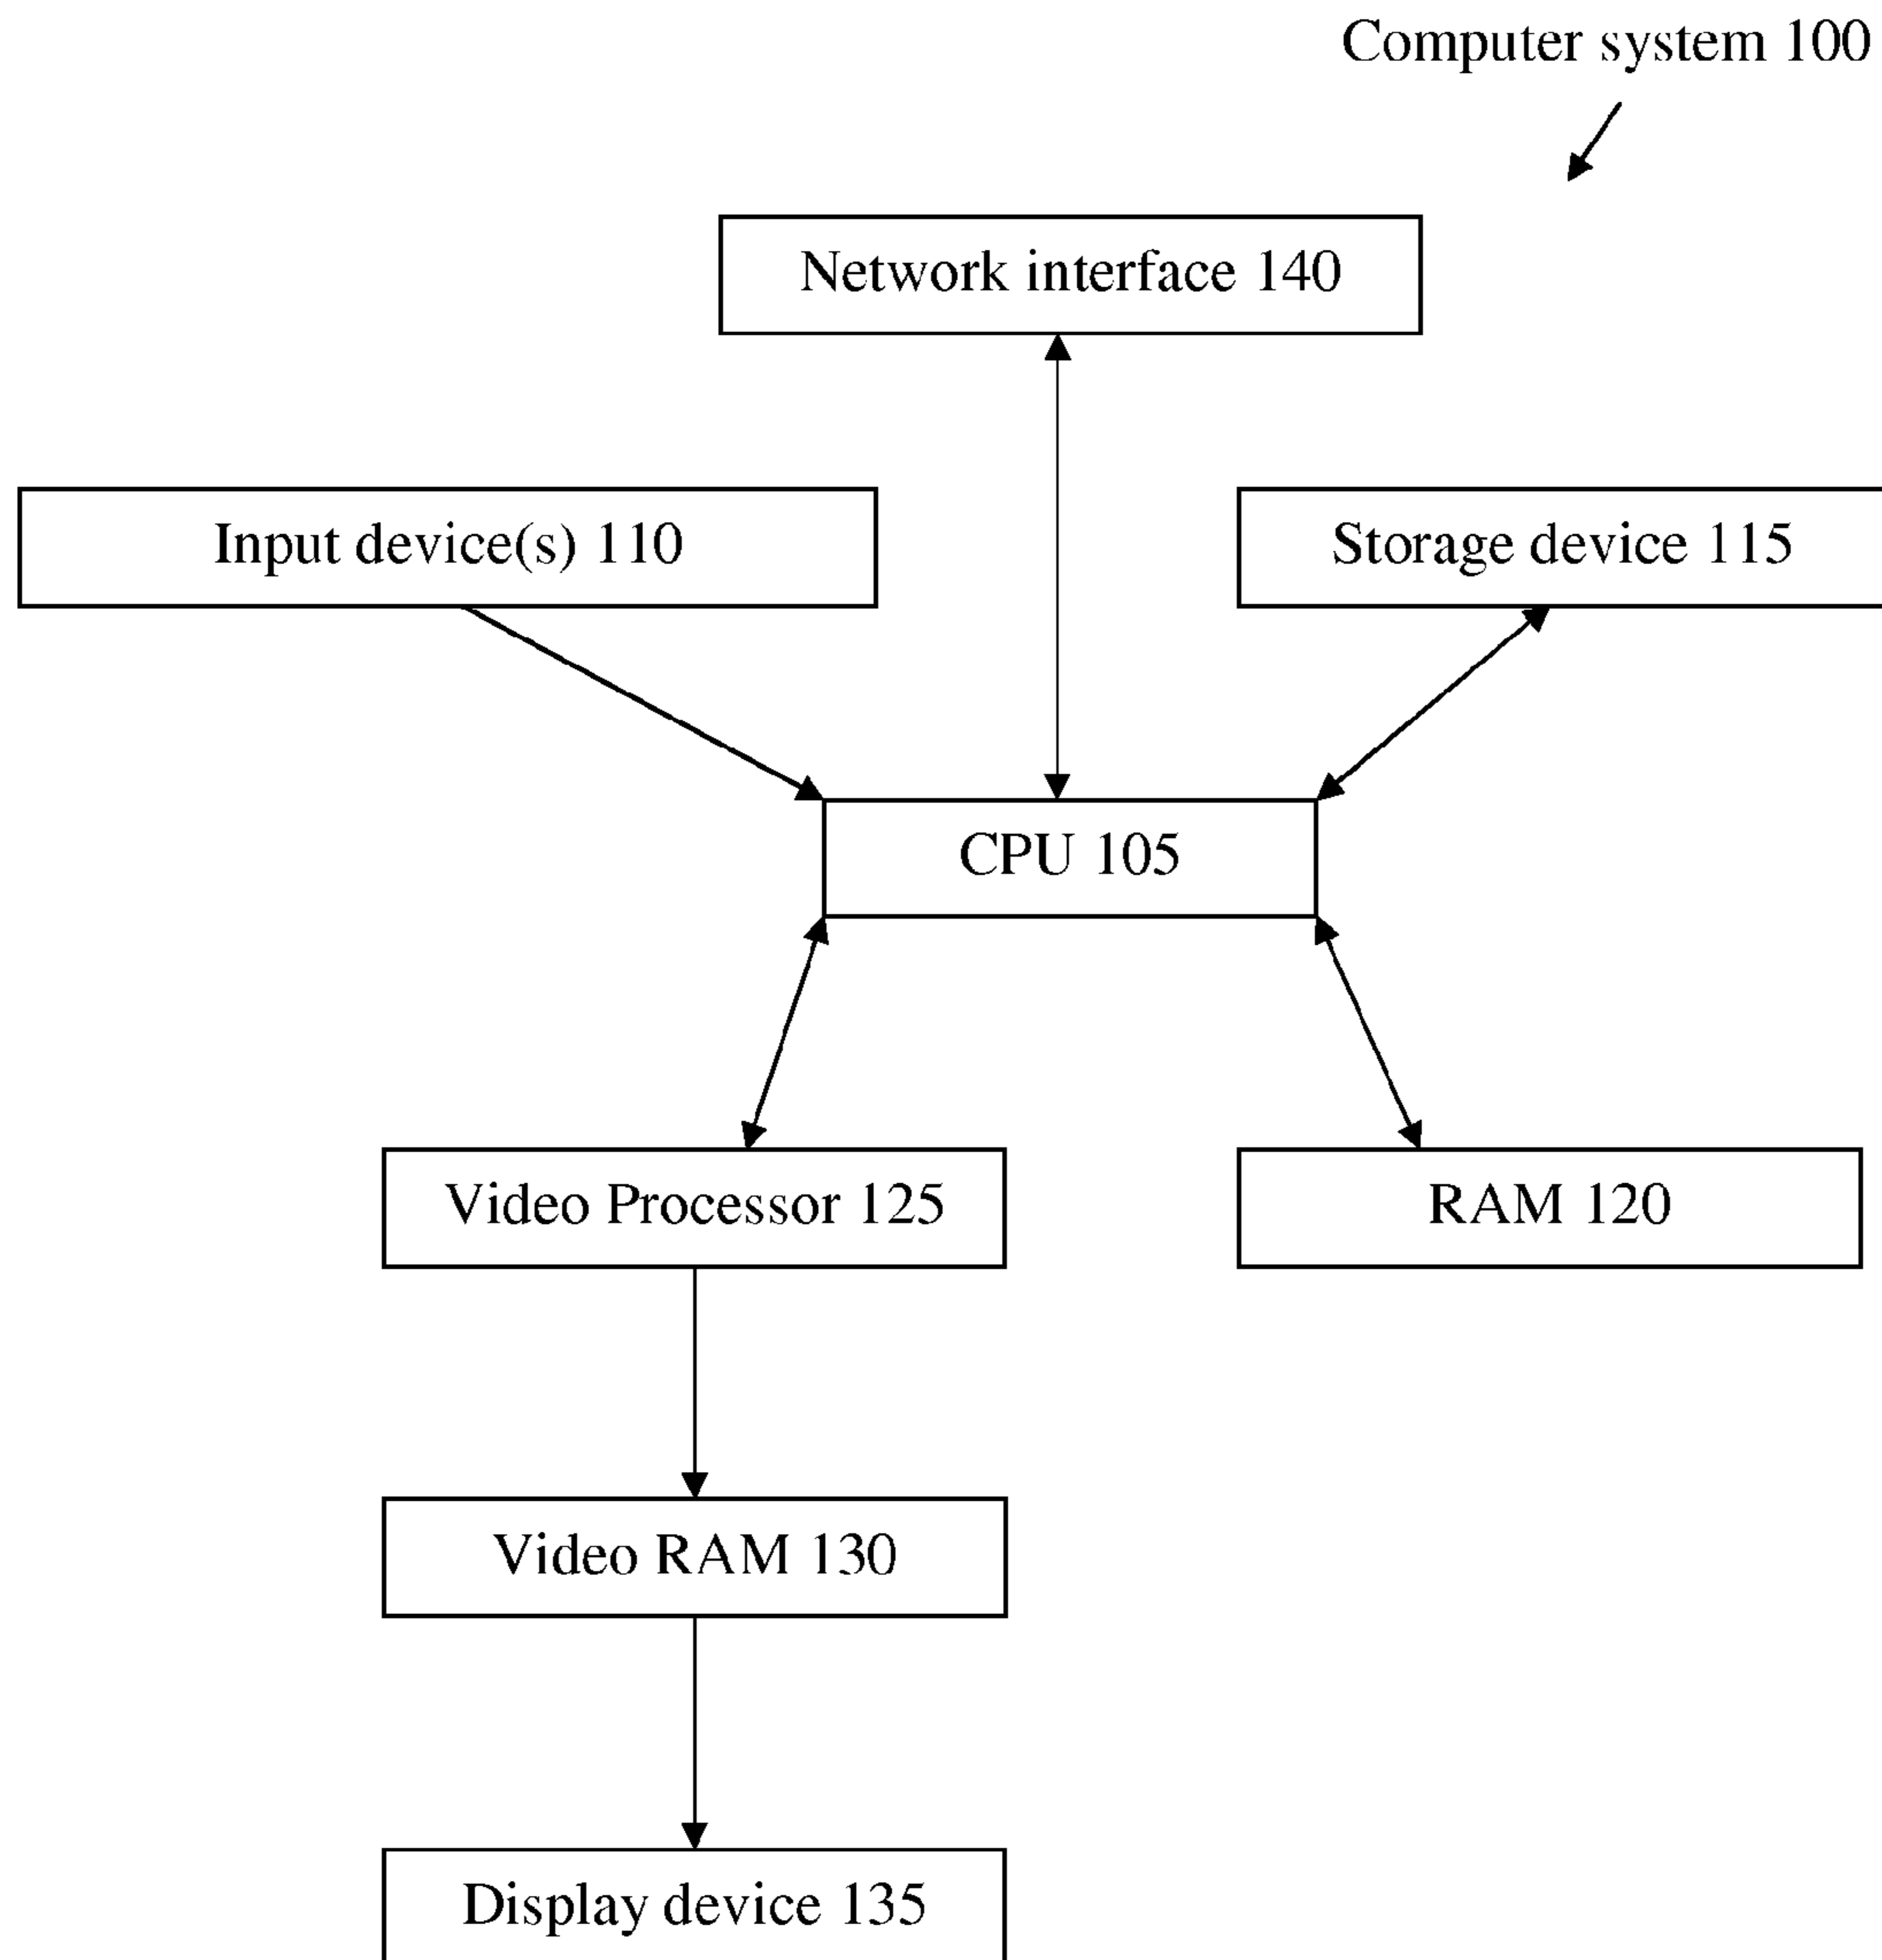 Computer system 100
Network interface 140
Input device(s) 110
Storage device 115
CPU 105
Video Processor 125
RAM 120
Video RAM 130
Display device 135